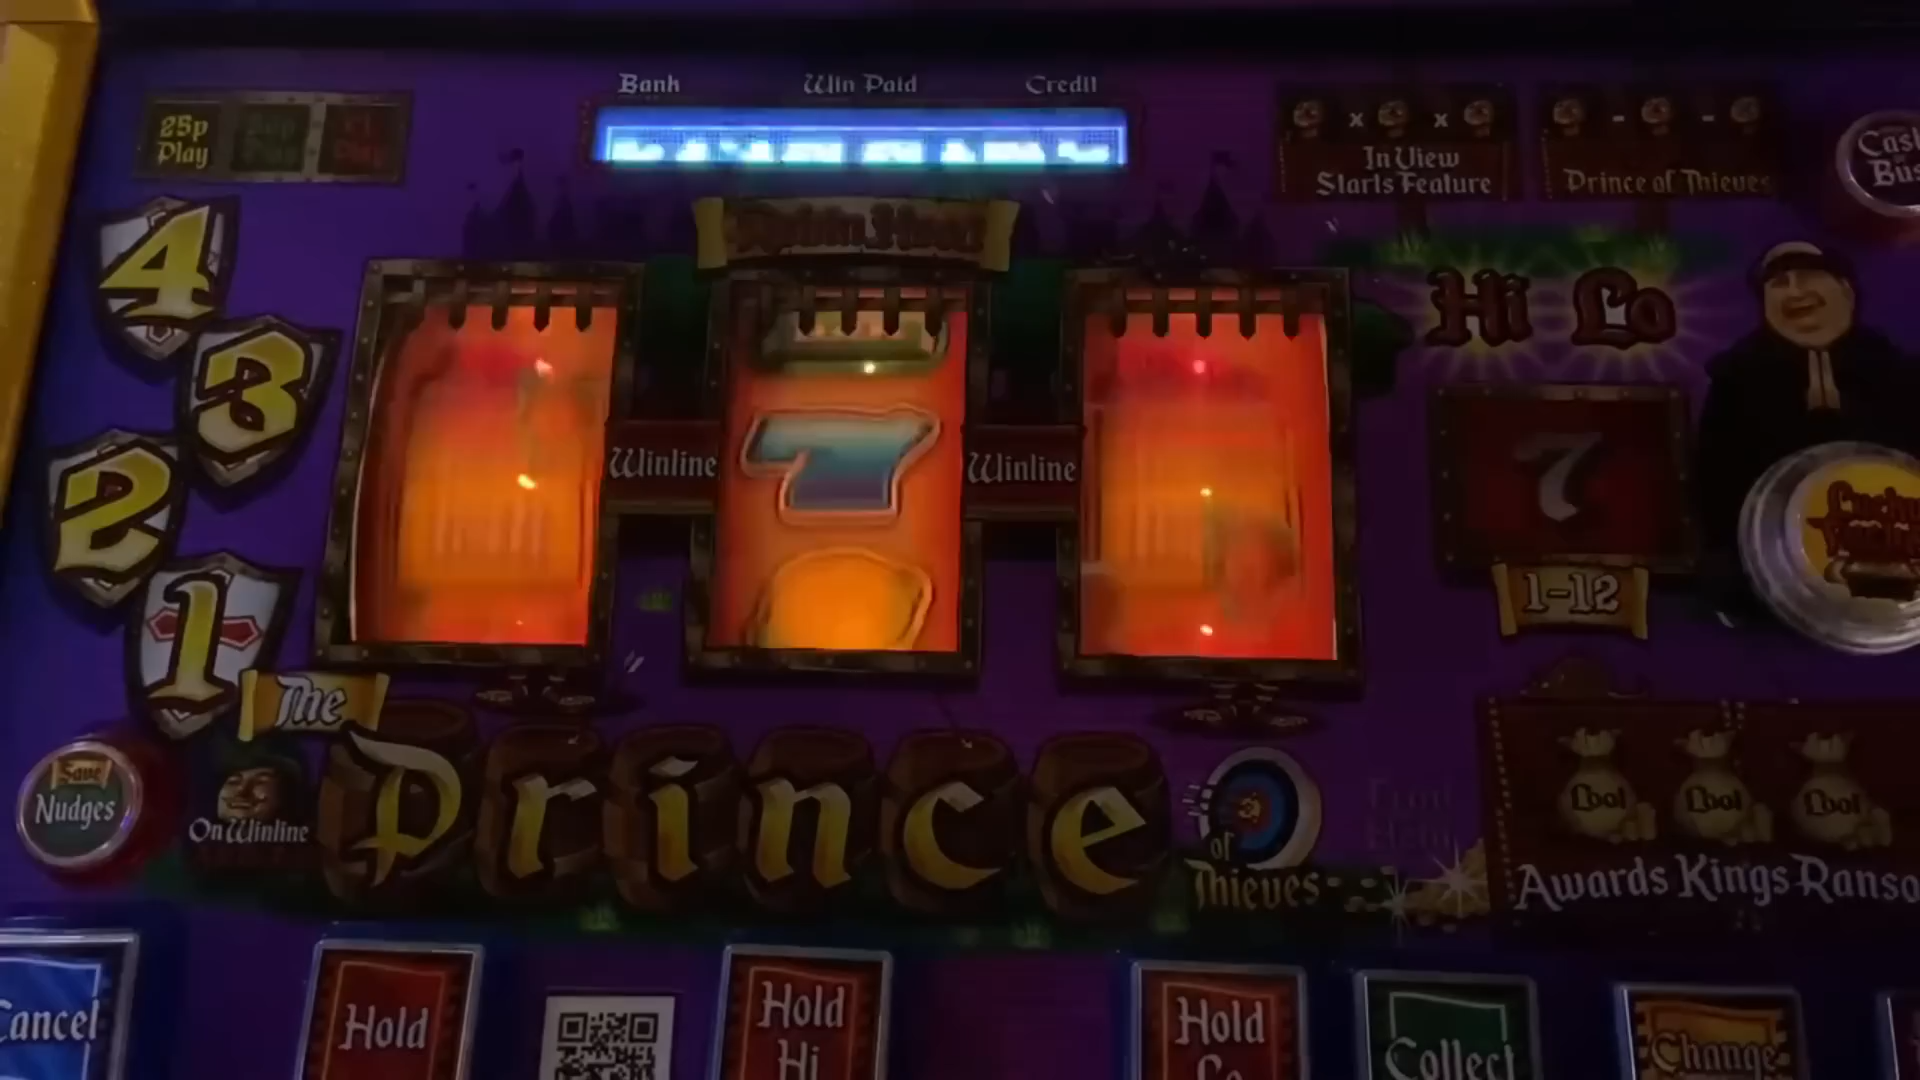 Bank
Win Paid
Credit
25p
Play
x
x
In View
Starts Feature
-
-
Prince of Thieves
4
3
2
1
Hi Lo
7
1-12
Winline
7
Winline
The
Prince
of
Thieves
Save
Nudges
On Winline
Loot
Loot
Loot
Awards Kings
Cancel
Hold
Hold
Hi
Hold
Lo
Collect
Change